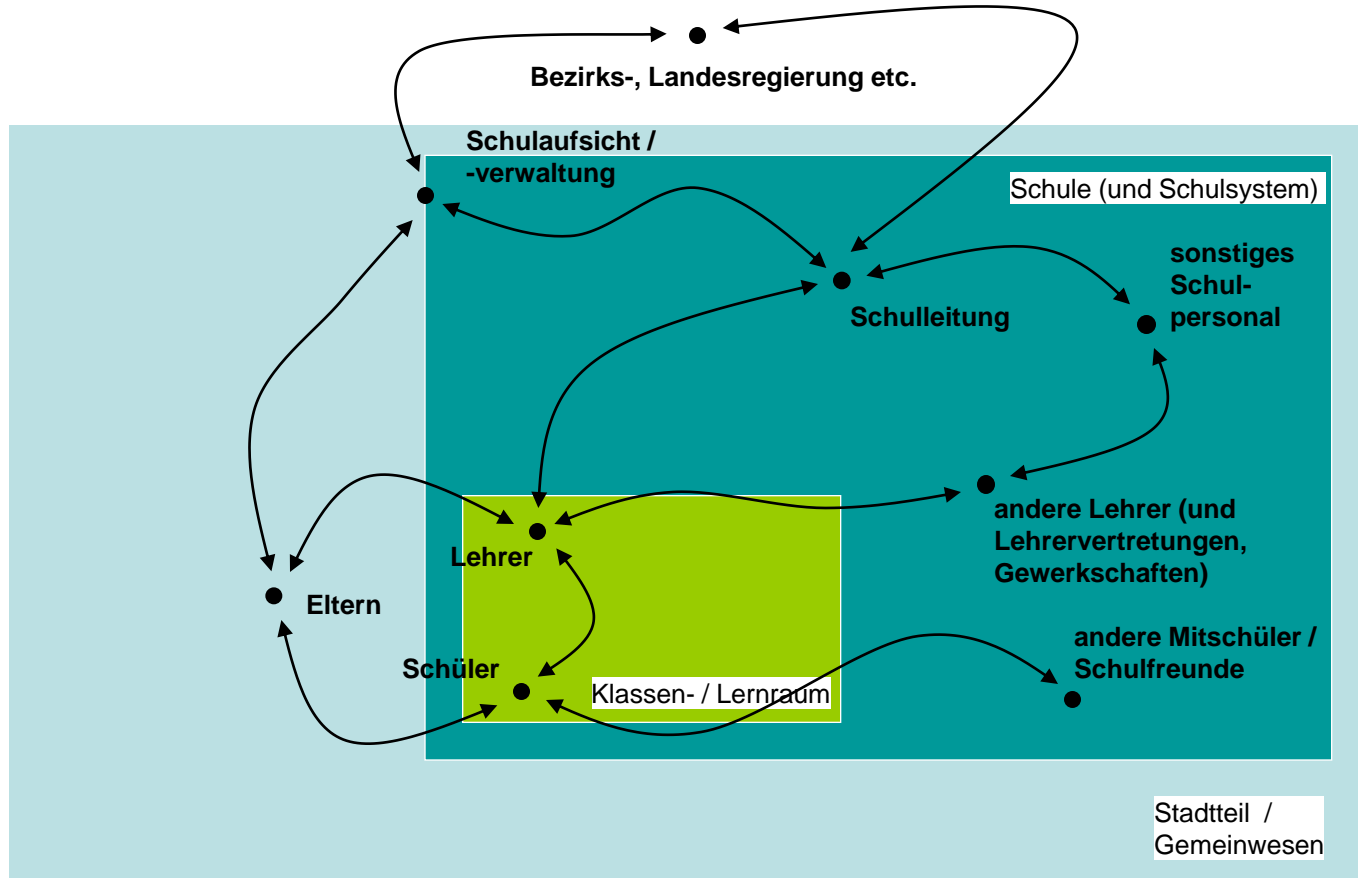 Bezirks-, Landesregierung etc.
Schulaufsicht /
-verwaltung
Schule (und Schulsystem)
sonstiges
Schul-
personal
Schulleitung
andere Lehrer (und
Lehrervertretungen,
Gewerkschaften)
Lehrer
Eltern
andere Mitschüler /
Schulfreunde
Schüler
Klassen- / Lernraum
Stadtteil /
Gemeinwesen